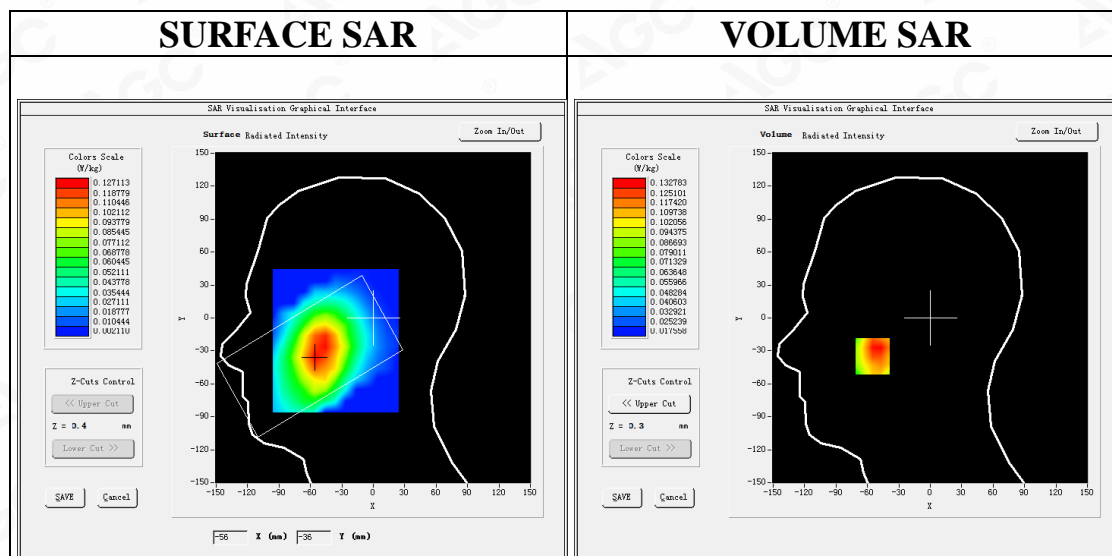 SURFACE SAR
VOLUME SAR
SAR Visualisation Graphical Interface
Surface Radiated Intensity
Zoom In/Out
Colors Scale
(W/kg)
0.127113
0.118779
0.110446
0.102112
0.093779
0.085445
0.077112
0.068778
0.060445
0.052111
0.043778
0.035444
0.027111
0.018777
0.010444
0.002110
150
120
90
60
30
0
-30
-60
-90
-120
-150
Y
-150 -120 -90 -60 -30 0 30 60 90 120 150
X
Z-Cuts Control
<< Upper Cut
Z = 0.4 mm
Lower Cut >>
SAVE Cancel
-56 X (mm) -36 Y (mm)
SAR Visualisation Graphical Interface
Volume Radiated Intensity
Zoom In/Out
Colors Scale
(W/kg)
0.132783
0.125101
0.117420
0.109738
0.102056
0.094375
0.086693
0.079011
0.071329
0.063648
0.055966
0.048284
0.040603
0.032921
0.025239
0.017558
150
120
90
60
30
0
-30
-60
-90
-120
-150
Y
-150 -120 -90 -60 -30 0 30 60 90 120 150
X
Z-Cuts Control
<< Upper Cut
Z = 0.3 mm
Lower Cut >>
SAVE Cancel
AGC